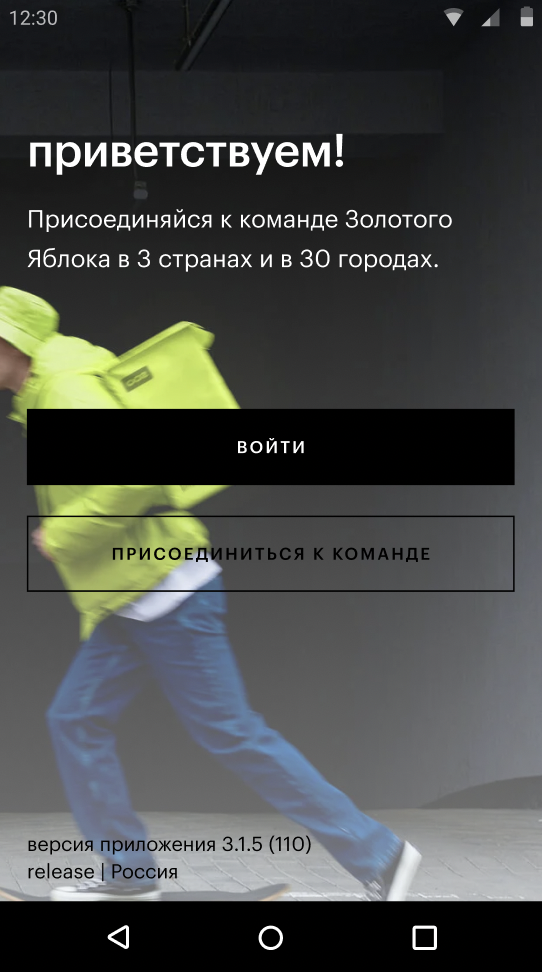 12:30
приветствуем!
Присоединяйся к команде Золотого
Яблока в 3 странах и в 30 городах.
ВОЙТИ
ПРИСОЕДИНИТЬСЯ К КОМАНДЕ
версия приложения 3.1.5 (110)
release | Россия